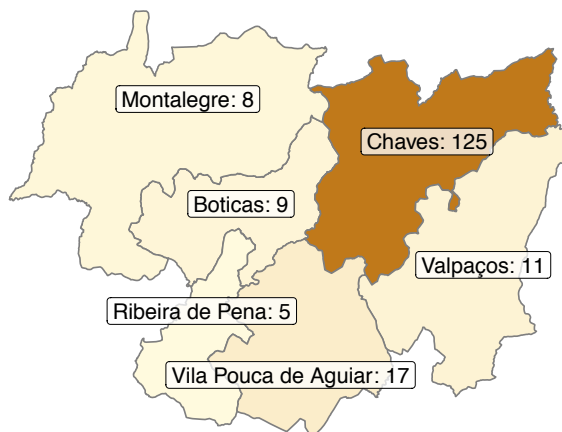 Montalegre: 8
Chaves: 125
Boticas: 9
Valpaços: 11
Ribeira de Pena: 5
Vila Pouca de Aguiar: 17